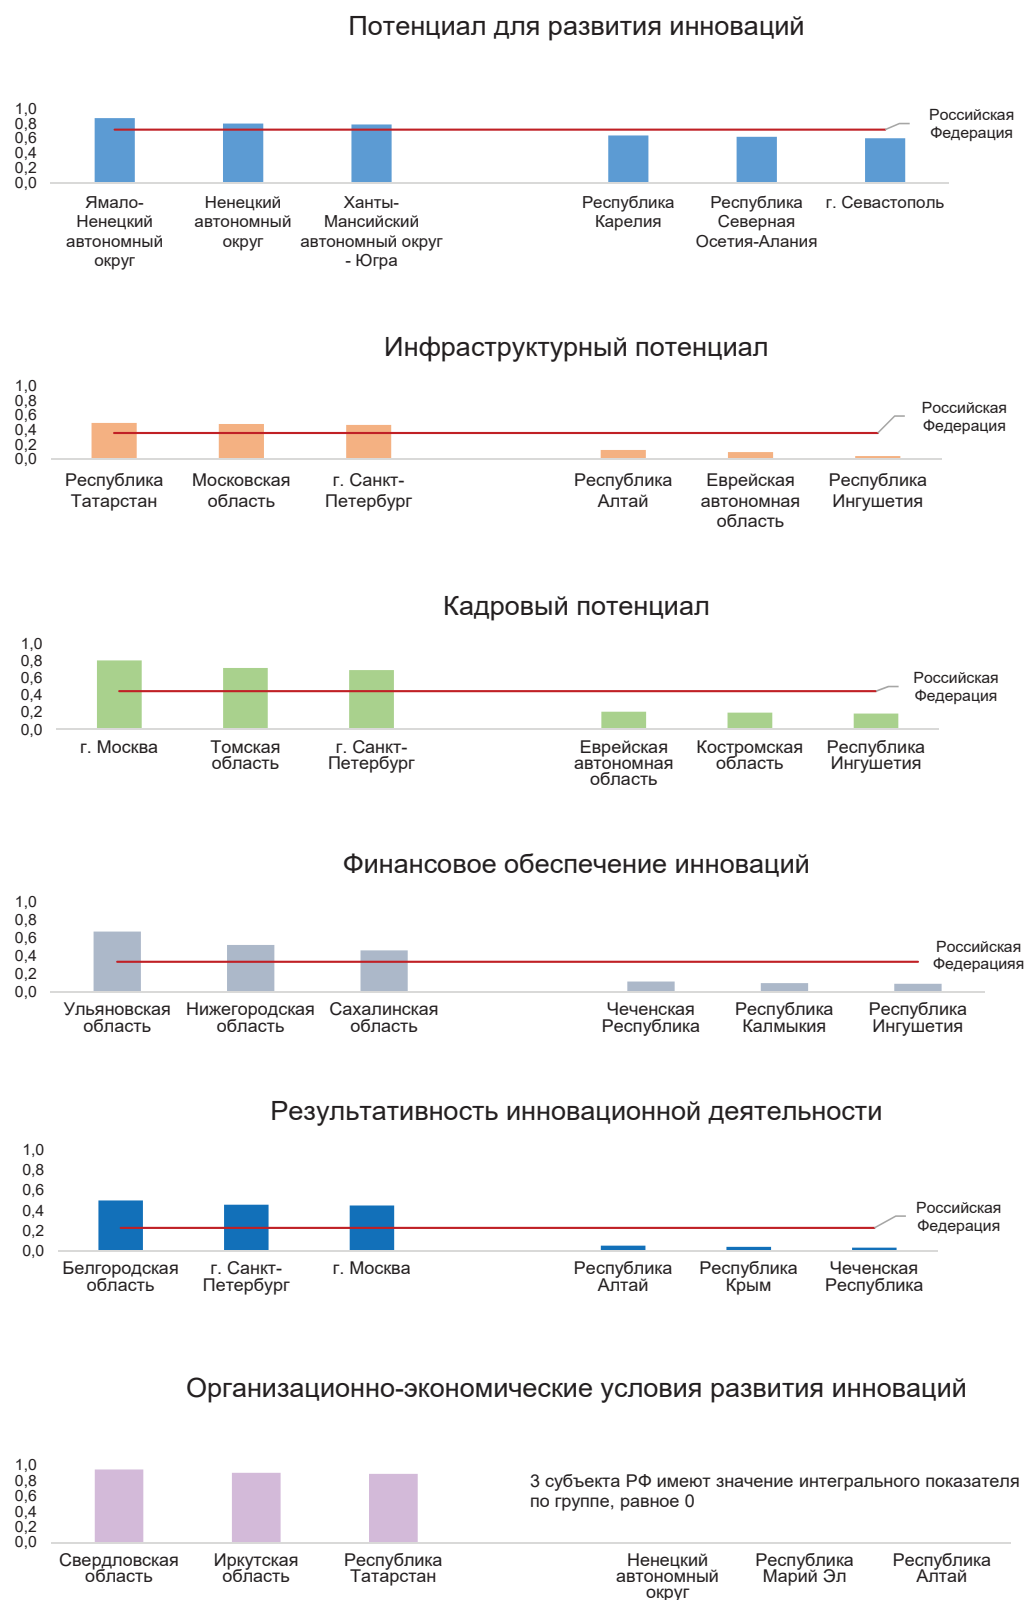 Потенциал для развития инноваций
1,0
0,8
0,6
0,4
0,2
0,0
Российская
Федерация
Ямало-
Ненецкий
автономный
округ
Ненецкий
автономный
округ
Ханты-
Мансийский
автономный округ
- Югра
Республика
Карелия
Республика
Северная
Осетия-Алания
г. Севастополь
Инфраструктурный потенциал
1,0
0,8
0,6
0,4
0,2
0,0
Российская
Федерация
Республика
Татарстан
Московская
область
г. Санкт-
Петербург
Республика
Алтай
Еврейская
автономная
область
Республика
Ингушетия
Кадровый потенциал
1,0
0,8
0,6
0,4
0,2
0,0
Российская
Федерация
г. Москва
Томская
область
г. Санкт-
Петербург
Еврейская
автономная
область
Костромская
область
Республика
Ингушетия
Финансовое обеспечение инноваций
1,0
0,8
0,6
0,4
0,2
0,0
Российская
Федерацияя
Ульяновская
область
Нижегородская
область
Сахалинская
область
Чеченская
Республика
Республика
Калмыкия
Республика
Ингушетия
Результативность инновационной деятельности
1,0
0,8
0,6
0,4
0,2
0,0
Российская
Федерация
Белгородская
область
г. Санкт-
Петербург
г. Москва
Республика
Алтай
Республика
Крым
Чеченская
Республика
Организационно-экономические условия развития инноваций
1,0
0,8
0,6
0,4
0,2
0,0
3 субъекта РФ имеют значение интегрального показателя
по группе, равное 0
Свердловская
область
Иркутская
область
Республика
Татарстан
Ненецкий
автономный
округ
Республика
Марий Эл
Республика
Алтай